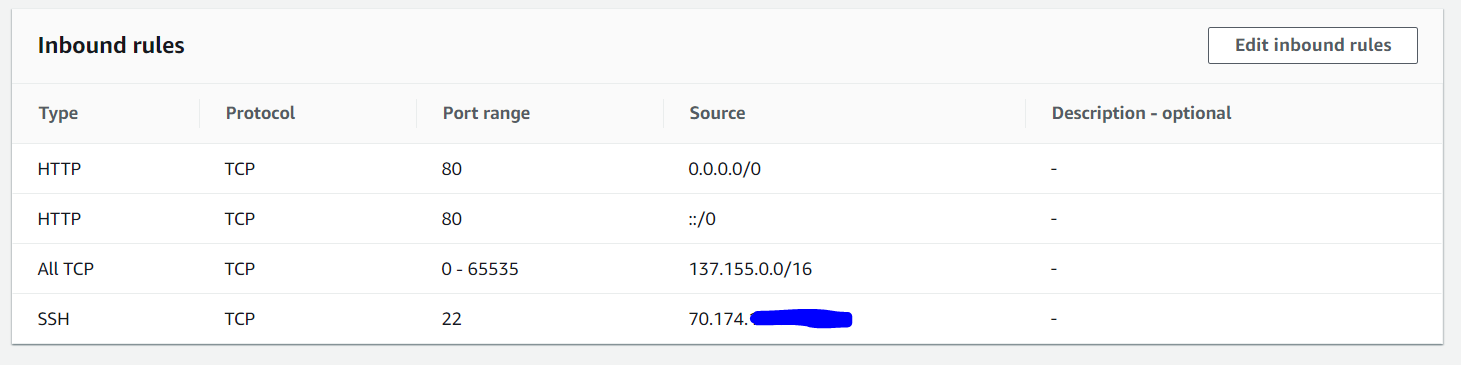 Inbound rules
Edit inbound rules
Type Protocol Port range Source Description - optional
HTTP TCP 80 0.0.0.0/0 -
HTTP TCP 80 ::/0 -
All TCP TCP 0 - 65535 137.155.0.0/16 -
SSH TCP 22 70.174. -